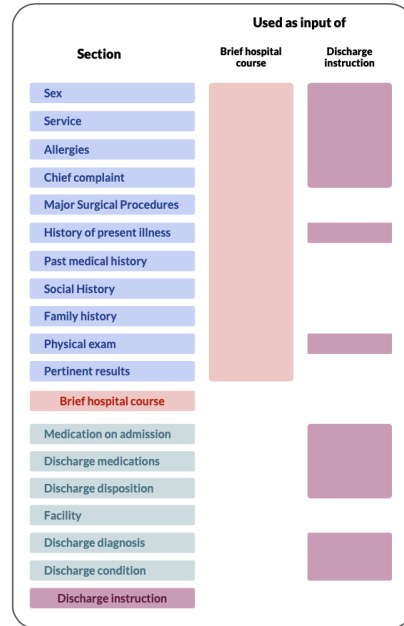 Used as input of
Section
Brief hospital
course
Discharge
instruction
Sex
Service
Allergies
Chief complaint
Major Surgical Procedures
History of present illness
Past medical history
Social History
Family history
Physical exam
Pertinent results
Brief hospital course
Medication on admission
Discharge medications
Discharge disposition
Facility
Discharge diagnosis
Discharge condition
Discharge instruction